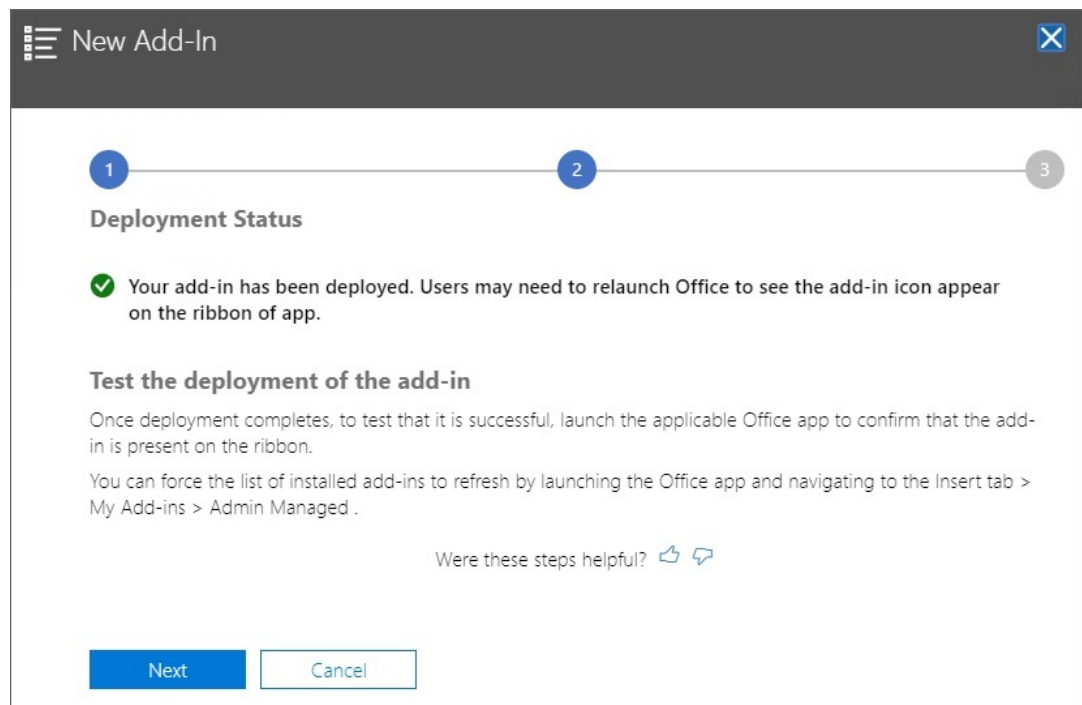 New Add-In
1
2
3
Deployment Status
Your add-in has been deployed. Users may need to relaunch Office to see the add-in icon appear
on the ribbon of app.
Test the deployment of the add-in
Once deployment completes, to test that it is successful, launch the applicable Office app to confirm that the add-
in is present on the ribbon.
You can force the list of installed add-ins to refresh by launching the Office app and navigating to the Insert tab >
My Add-ins > Admin Managed .
Were these steps helpful?
Next
Cancel